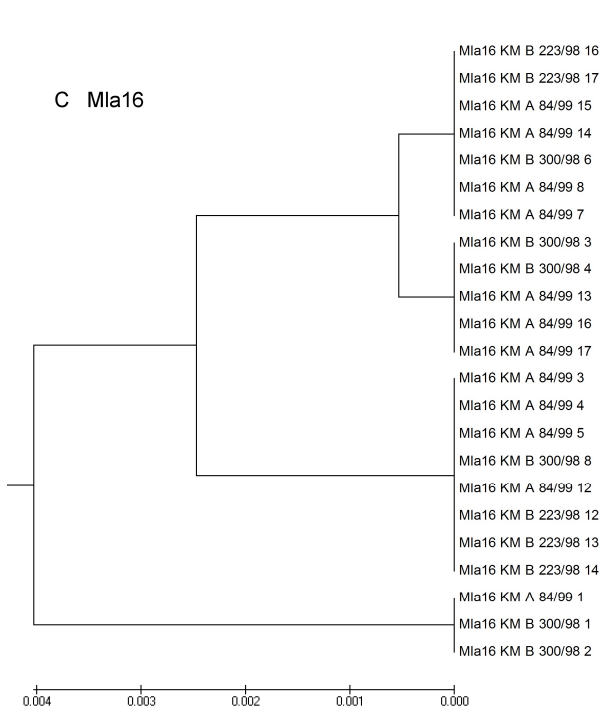 C Mla16
Mla16 KM B 223/98 16
Mla16 KM B 223/98 17
Mla16 KM A 84/99 15
Mla16 KM A 84/99 14
Mla16 KM B 300/98 6
Mla16 KM A 84/99 8
Mla16 KM A 84/99 7
Mla16 KM B 300/98 3
Mla16 KM B 300/98 4
Mla16 KM A 84/99 13
Mla16 KM A 84/99 16
Mla16 KM A 84/99 17
Mla16 KM A 84/99 3
Mla16 KM A 84/99 4
Mla16 KM A 84/99 5
Mla16 KM B 300/98 8
Mla16 KM A 84/99 12
Mla16 KM B 223/98 12
Mla16 KM B 223/98 13
Mla16 KM B 223/98 14
Mla16 KM A 84/99 1
Mla16 KM B 300/98 1
Mla16 KM B 300/98 2
0.004 0.003 0.002 0.001 0.000